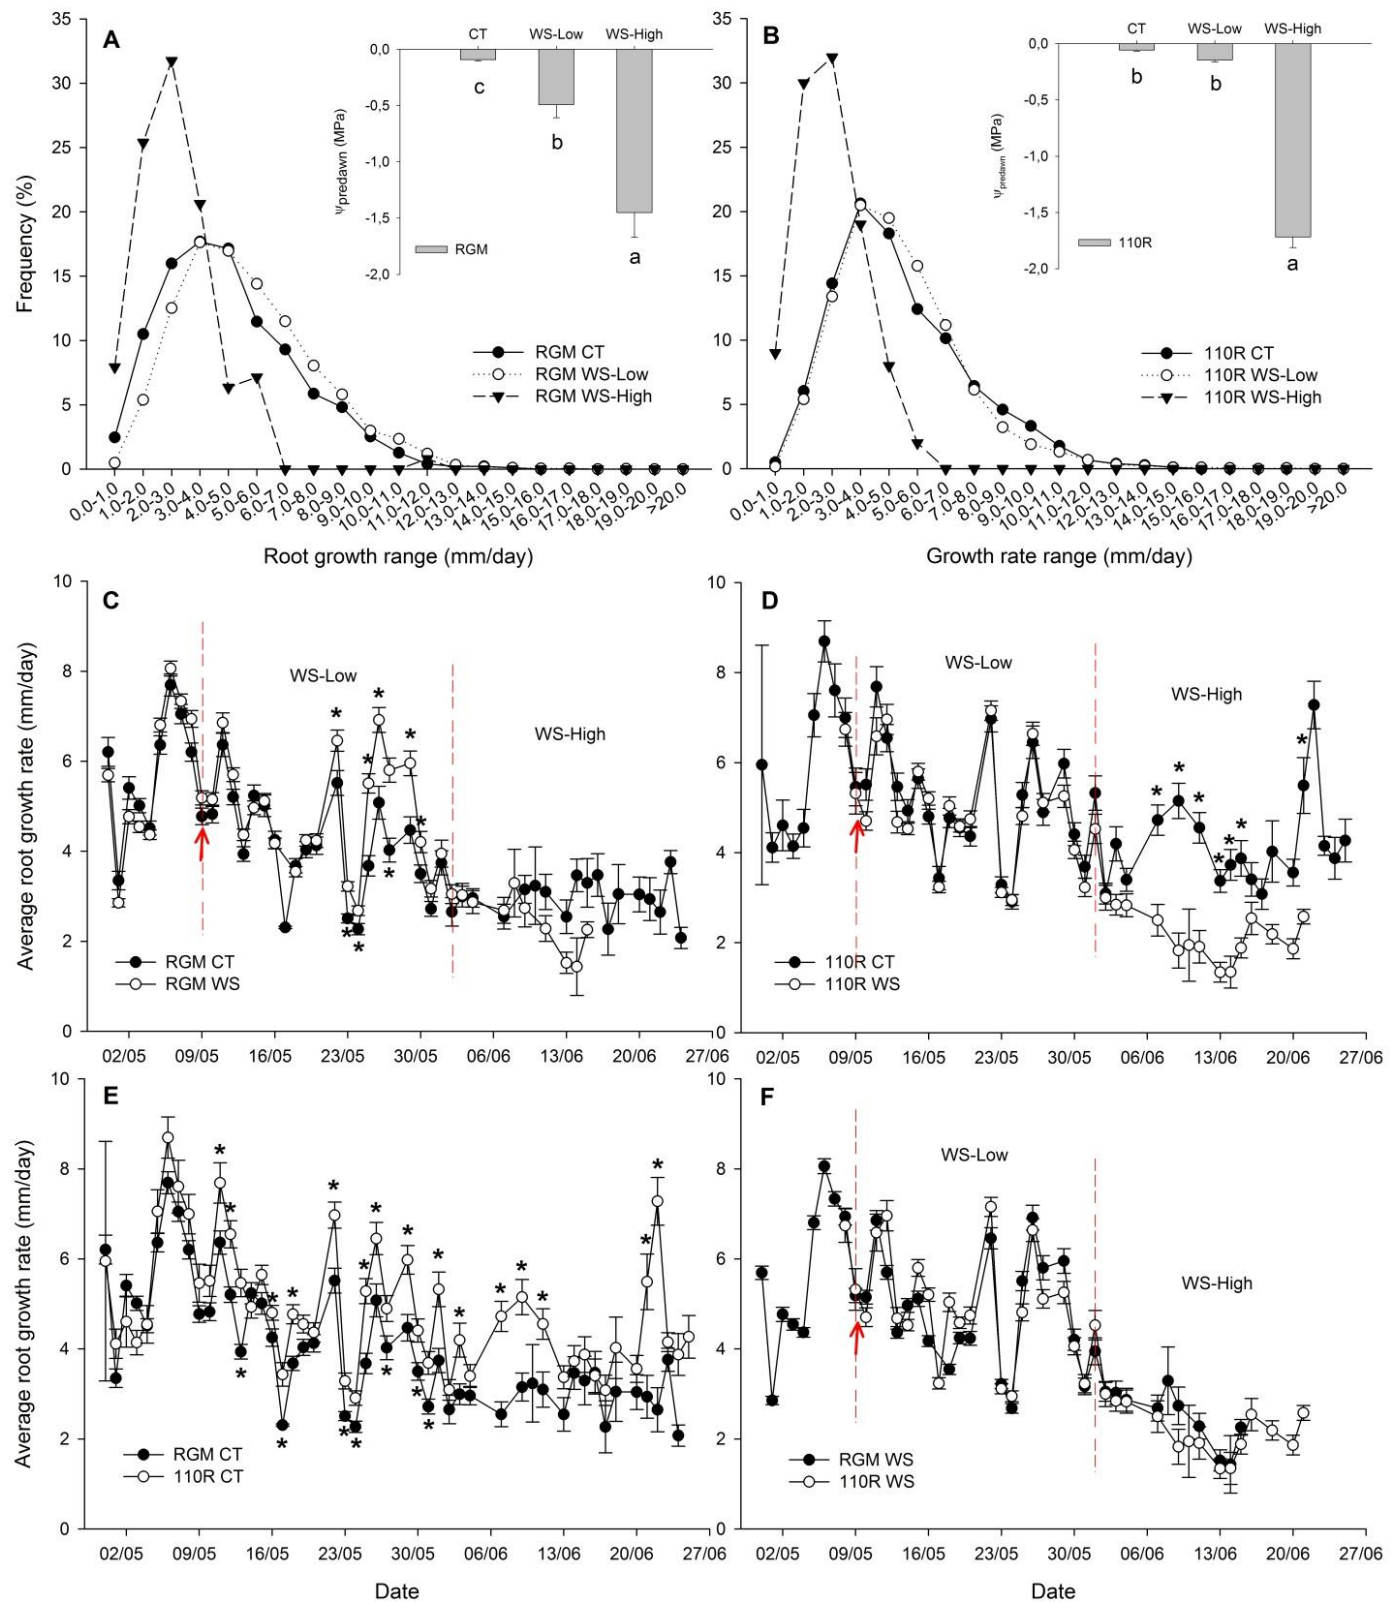 A
Frequency (%)
35
30
25
20
15
10
5
0
CT
WS-Low
WS-High
0,0
-0,5
-1,0
-1,5
-2,0
Ψpredawn (MPa)
c
b
a
RGM
RGM CT
RGM WS-Low
RGM WS-High
0.0-1.0
1.0-2.0
2.0-3.0
3.0-4.0
4.0-5.0
5.0-6.0
6.0-7.0
7.0-8.0
8.0-9.0
9.0-10.0
10.0-11.0
11.0-12.0
12.0-13.0
13.0-14.0
14.0-15.0
15.0-16.0
16.0-17.0
17.0-18.0
18.0-19.0
19.0-20.0
>20.0
Root growth range (mm/day)
B
35
30
25
20
15
10
5
0
CT
WS-Low
WS-High
0,0
-0,5
-1,0
-1,5
-2,0
Ψpredawn (MPa)
b
b
a
110R
110R CT
110R WS-Low
110R WS-High
0.0-1.0
1.0-2.0
2.0-3.0
3.0-4.0
4.0-5.0
5.0-6.0
6.0-7.0
7.0-8.0
8.0-9.0
9.0-10.0
10.0-11.0
11.0-12.0
12.0-13.0
13.0-14.0
14.0-15.0
15.0-16.0
16.0-17.0
17.0-18.0
18.0-19.0
19.0-20.0
>20.0
Growth rate range (mm/day)
C
Average root growth rate (mm/day)
10
8
6
4
2
0
WS-Low
WS-High
* * * * * * * *
RGM CT
RGM WS
02/05 09/05 16/05 23/05 30/05 06/06 13/06 20/06 27/06
D
10
8
6
4
2
0
WS-Low
WS-High
* * * * * * *
110R CT
110R WS
02/05 09/05 16/05 23/05 30/05 06/06 13/06 20/06 27/06
E
Average root growth rate (mm/day)
10
8
6
4
2
0
* * * * * * * * * * * * * * * * * * * * * *
RGM CT
110R CT
02/05 09/05 16/05 23/05 30/05 06/06 13/06 20/06 27/06
Date
F
10
8
6
4
2
0
WS-Low
WS-High
RGM WS
110R WS
02/05 09/05 16/05 23/05 30/05 06/06 13/06 20/06 27/06
Date